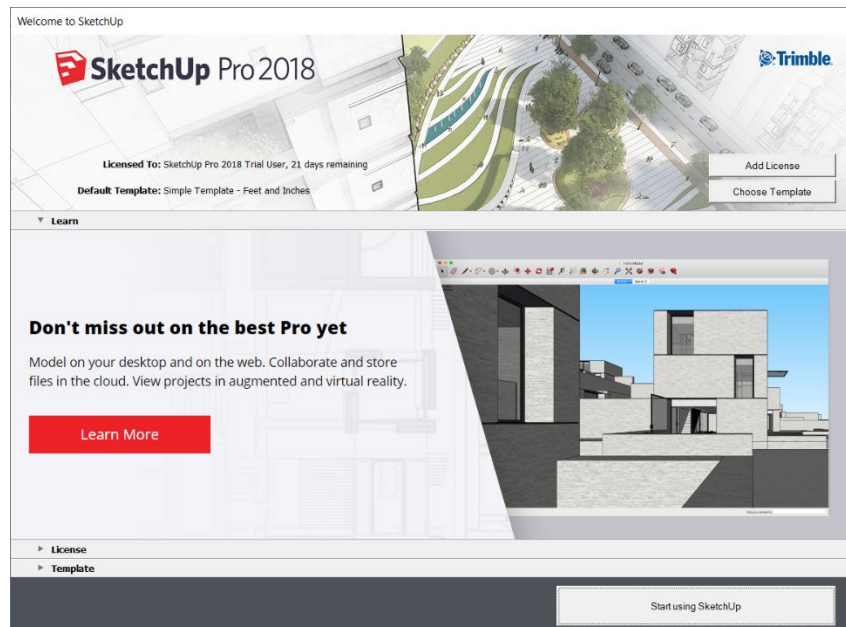 Welcome to SketchUp
SketchUp Pro 2018
Trimble
Licensed To: SketchUp Pro 2018 Trial User, 21 days remaining
Add License
Default Template: Simple Template - Feet and Inches
Choose Template
Learn
Don't miss out on the best Pro yet
Model on your desktop and on the web. Collaborate and store
files in the cloud. View projects in augmented and virtual reality.
Learn More
License
Template
Start using SketchUp